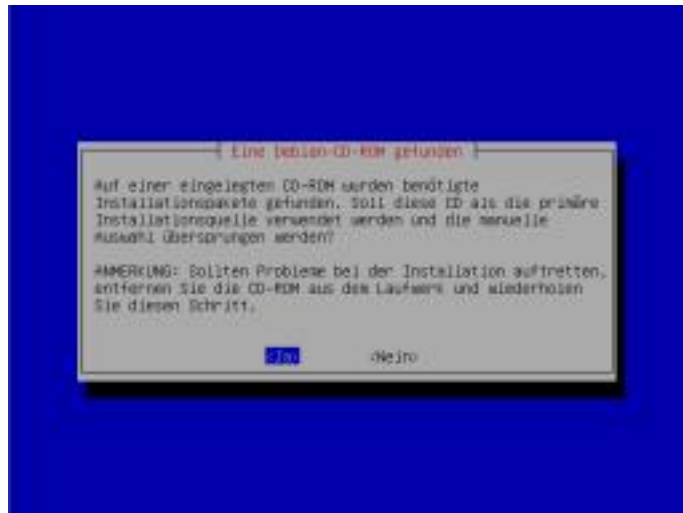 Eine Debian-CD-ROM gefunden
Auf einer eingelegten CD-ROM wurden benötigte
Installationspakete gefunden. Soll diese CD als die primäre
Installationsquelle verwendet werden und die manuelle
Auswahl übersprungen werden?
ANMERKUNG: Sollten Probleme bei der Installation auftretten,
entfernen Sie die CD-ROM aus dem Laufwerk und wiederholen
Sie diesen Schritt.
<Ja> <Nein>